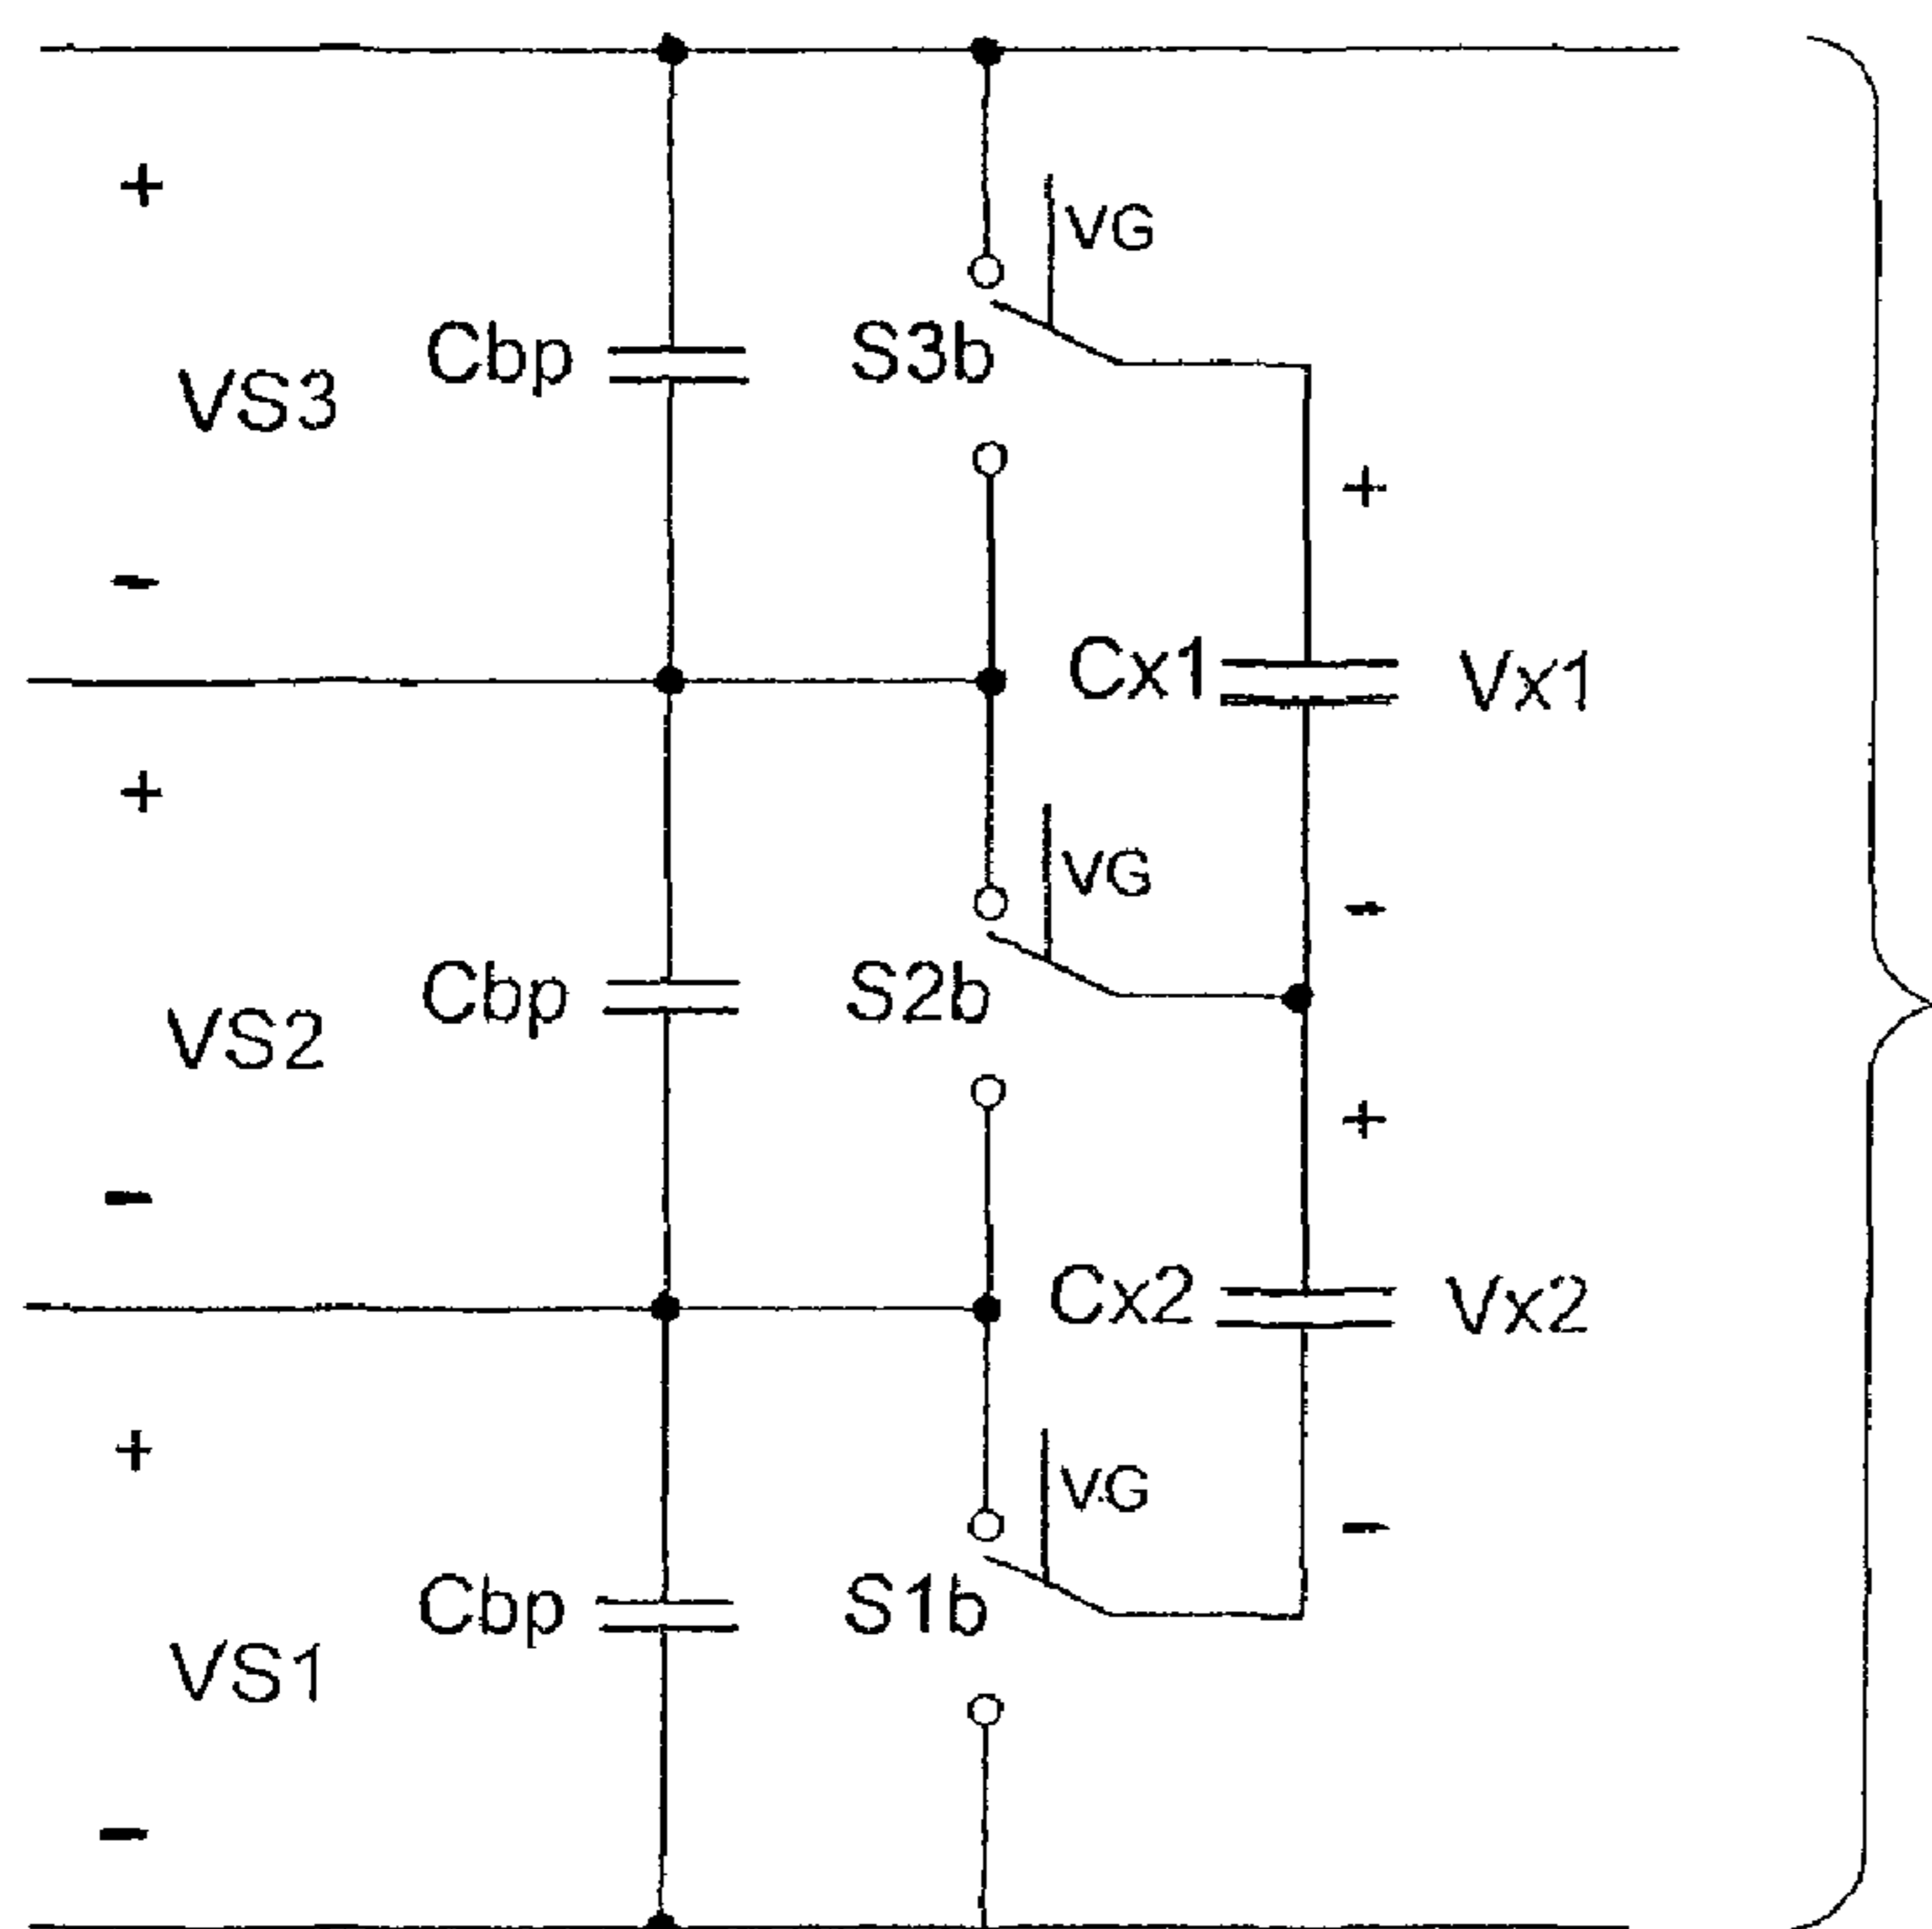 +
VG
Cbp
S3b
VS3
+
-
Cx1
Vx1
+
VG
-
Cbp
S2b
VS2
+
-
Cx2
Vx2
+
VG
-
Cbp
S1b
VS1
-